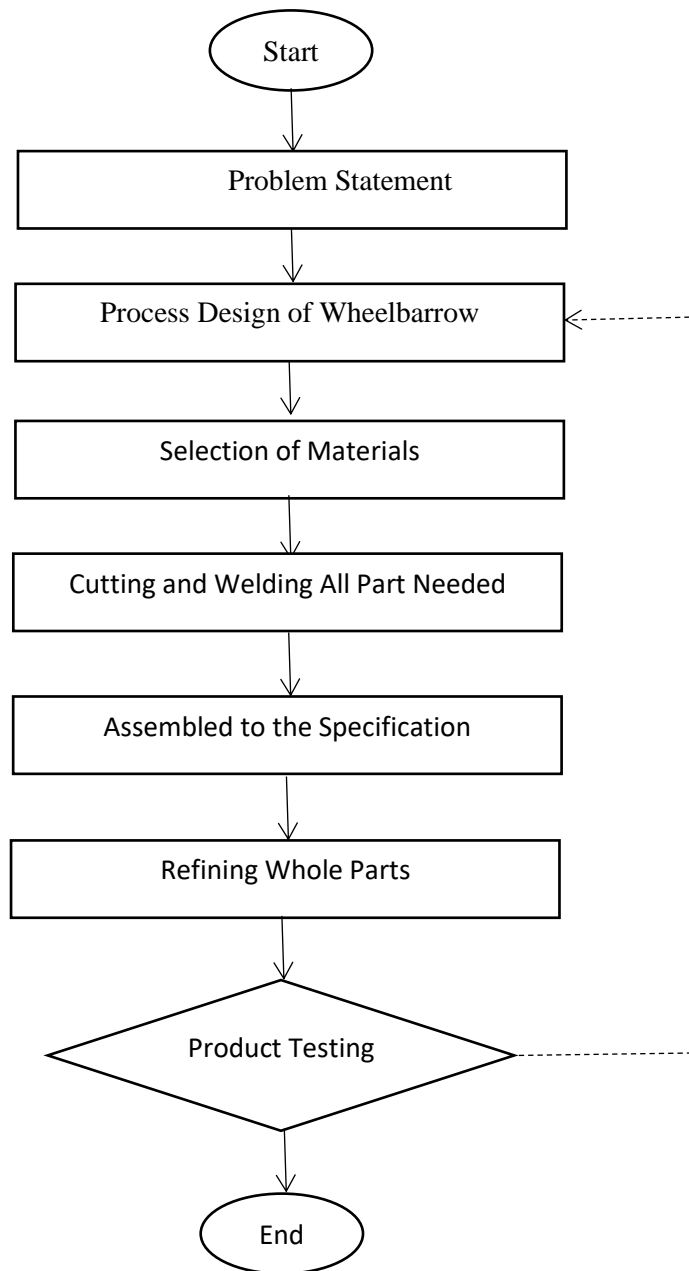 Start
Problem Statement
Process Design of Wheelbarrow
Selection of Materials
Cutting and Welding All Part Needed
Assembled to the Specification
Refining Whole Parts
Product Testing
End